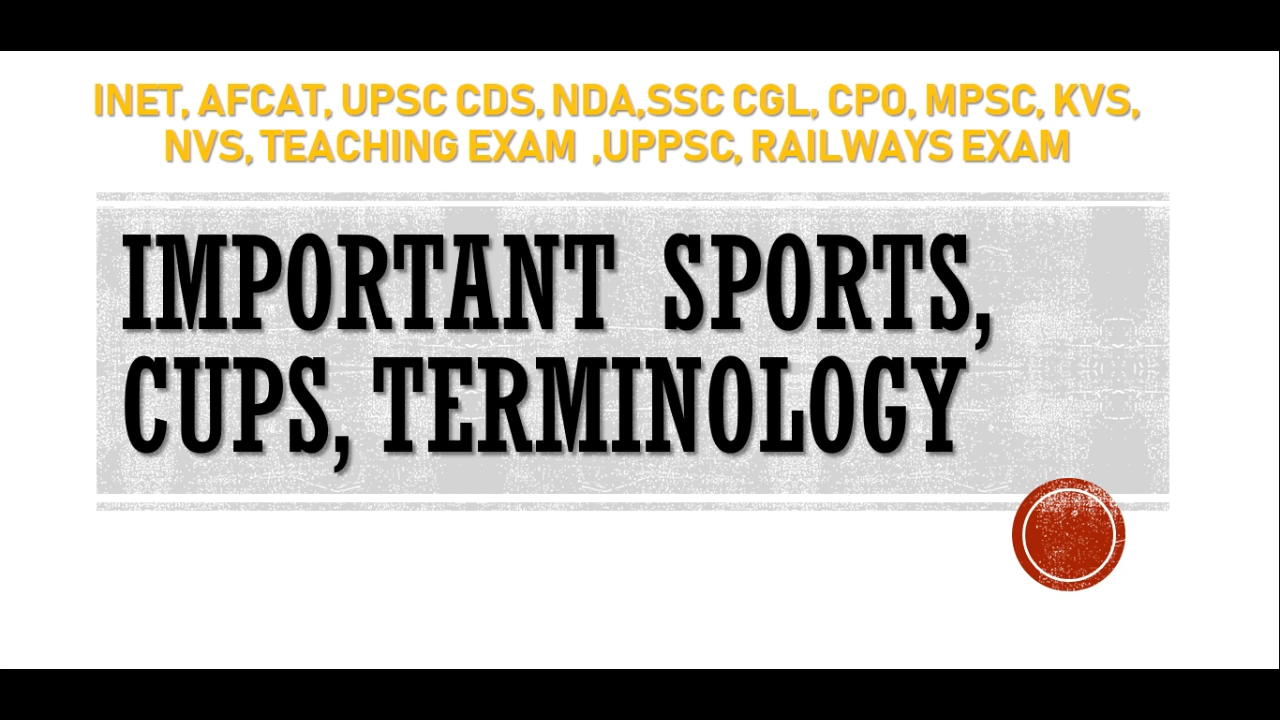 INET, AFCAT, UPSC CDS, NDA,SSC CGL, CPO, MPSC, KVS,
NVS, TEACHING EXAM ,UPPSC, RAILWAYS EXAM
IMPORTANT SPORTS,
CUPS, TERMINOLOGY